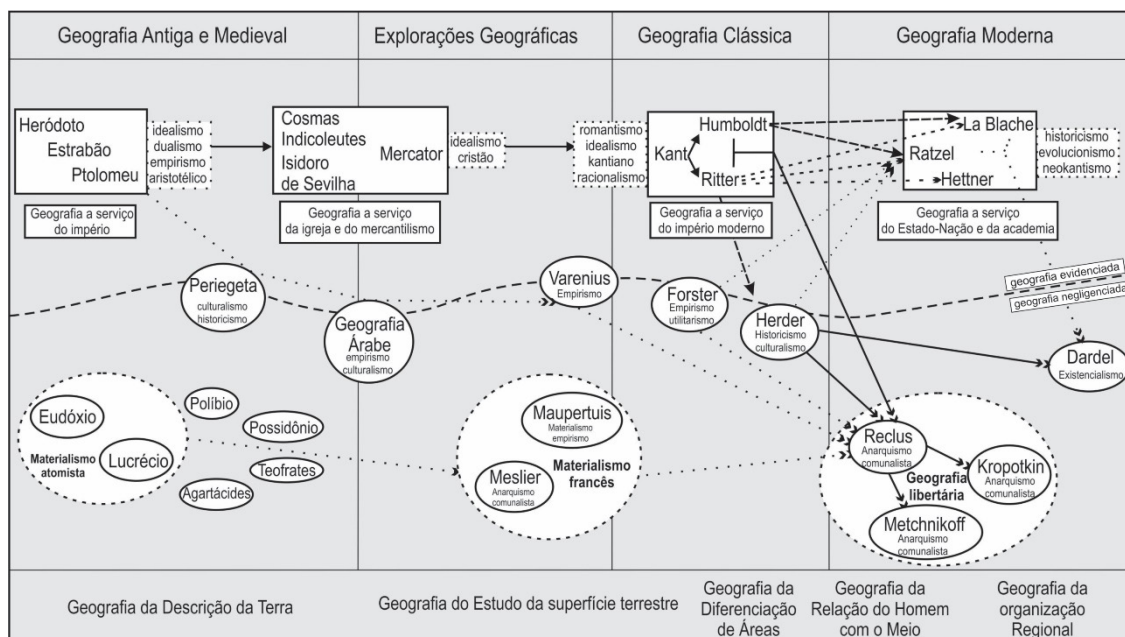 Geografia Antiga e Medieval
Explorações Geográficas
Geografia Clássica
Geografia Moderna
Heródoto
Estrabão
Ptolomeu
idealismo
dualismo
empirismo
aristotélico
Cosmas
Indicoleutes
Isidoro
de Sevilha
Mercator
idealismo
cristão
romantismo
idealismo
kantiano
racionalismo
Humboldt
Kant
Ritter
La Blache
Ratzel
Hettner
historicismo
evolucionismo
neokantismo
Geografia a serviço
do império
Geografia a serviço
da igreja e do mercantilismo
Geografia a serviço
do império moderno
Geografia a serviço
do Estado-Nação e da academia
geografia evidenciada
geografia negligenciada
Periegeta
culturalismo
historicismo
Geografia
Árabe
empirismo
culturalismo
Varenius
Empirismo
Forster
Empirismo
utilitarismo
Herder
Historicismo
culturalismo
Dardel
Existencialismo
Eudóxio
Lucrécio
Materialismo
atomista
Políbio
Possidônio
Teofrates
Agartácides
Maupertuis
Materialismo
empirismo
Meslier
Anarquismo
comunalista
Materialismo
francês
Reclus
Anarquismo
comunalista
Geografia
libertária
Kropotkin
Anarquismo
comunalista
Metchnikoff
Anarquismo
comunalista
Geografia da Descrição da Terra
Geografia do Estudo da superfície terrestre
Geografia da
Diferenciação
de Áreas
Geografia da
Relação do Homem
com o Meio
Geografia da
organização
Regional